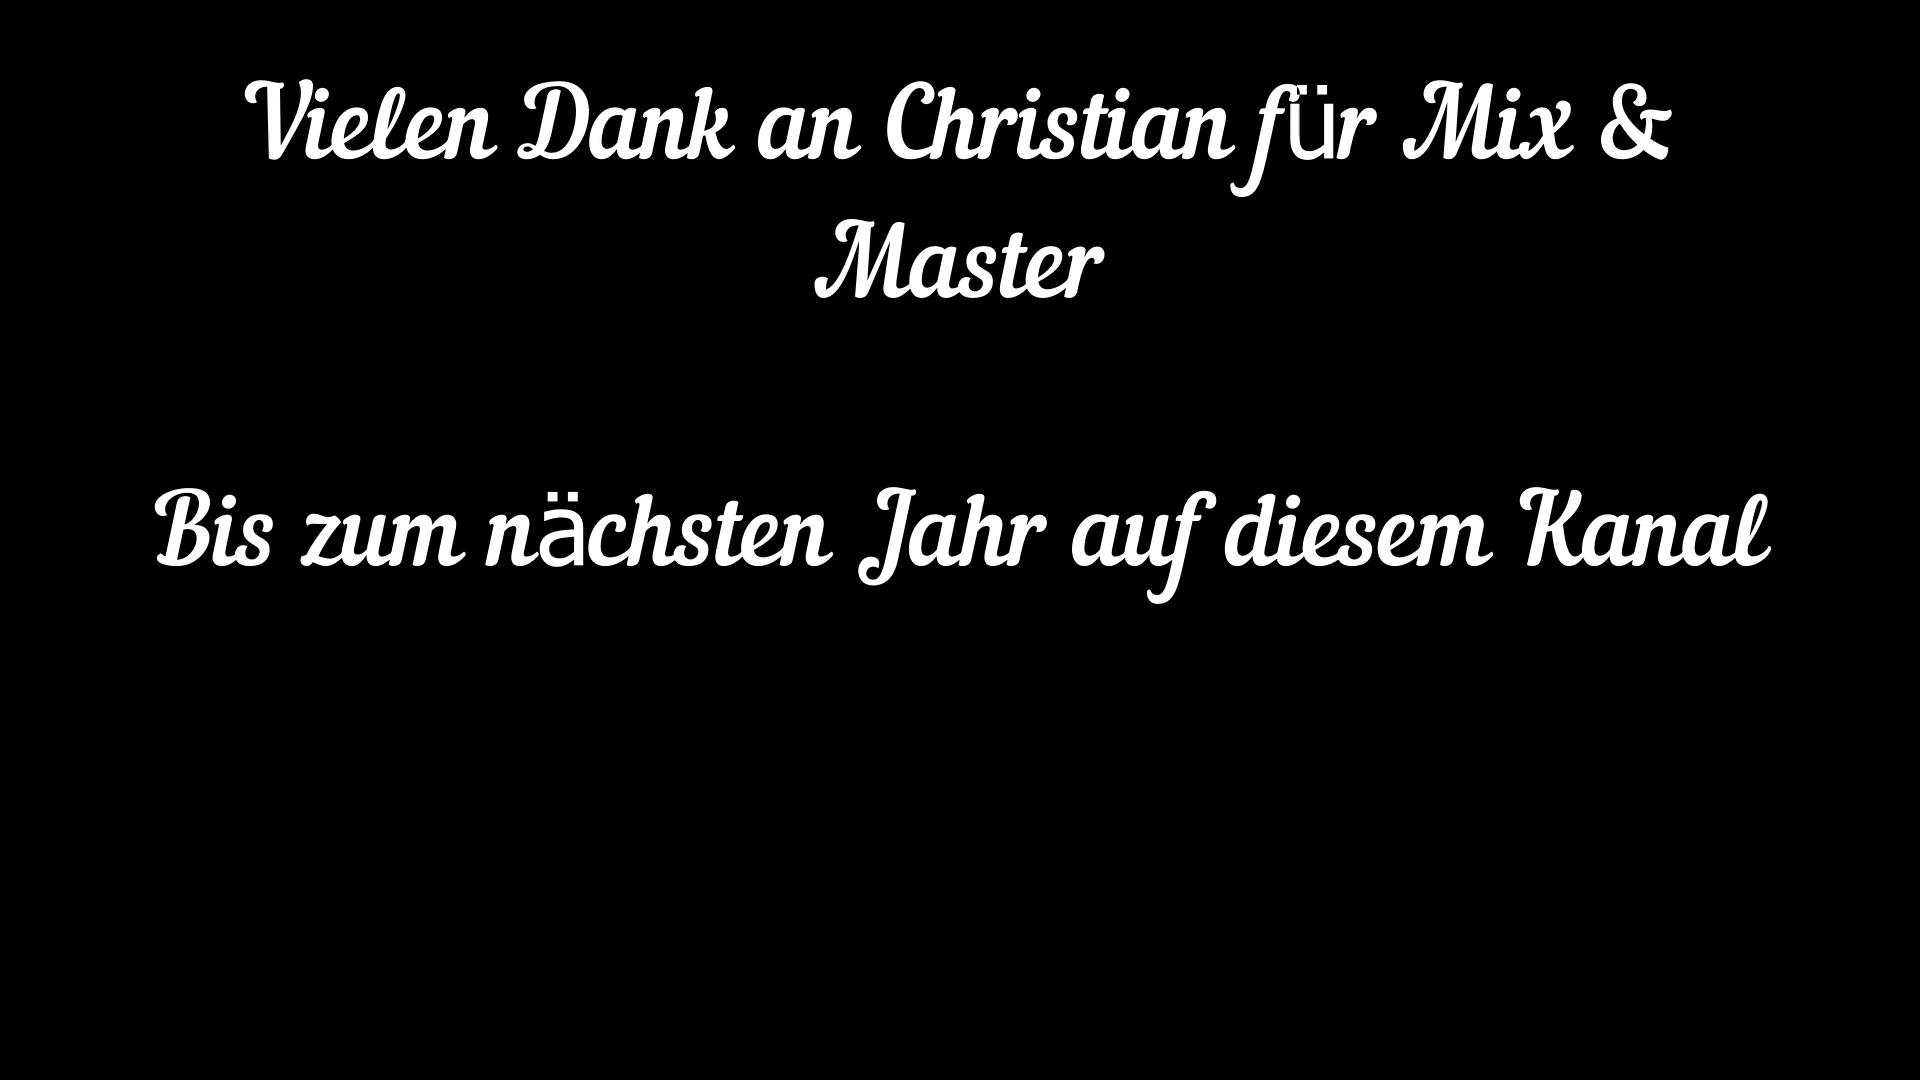 Vielen Dank an Christian für Mix &
Master
Bis zum nächsten Jahr auf diesem Kanal